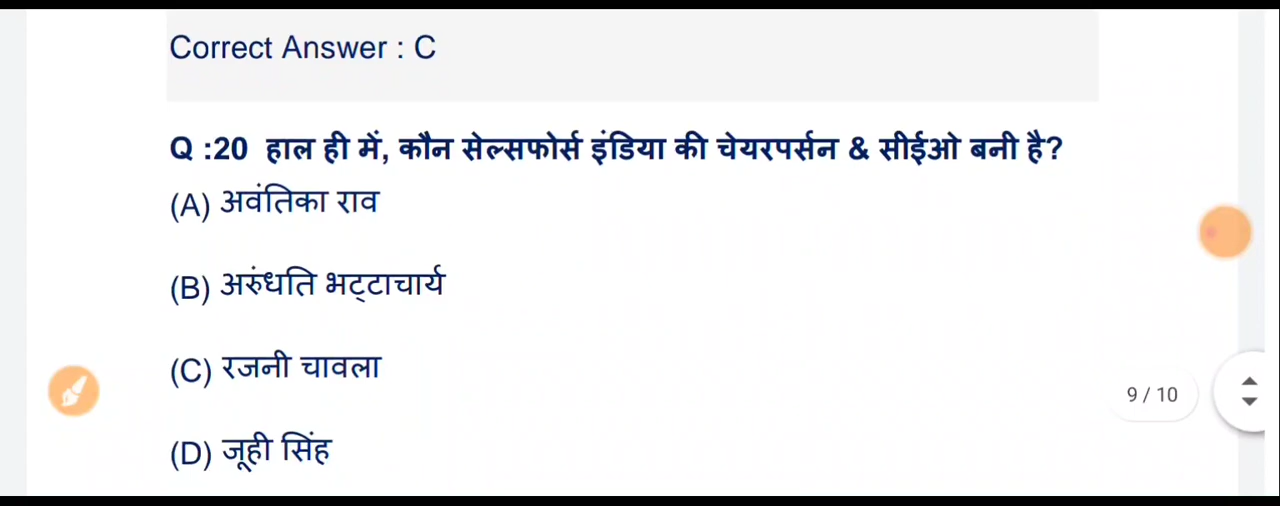 Correct Answer : C
Q :20 हाल ही में, कौन सेल्सफोर्स इंडिया की चेयरपर्सन & सीईओ बनी है?
(A) अवंतिका राव
(B) अरुंधति भट्टाचार्य
(C) रजनी चावला
9 / 10
(D) जूही सिंह